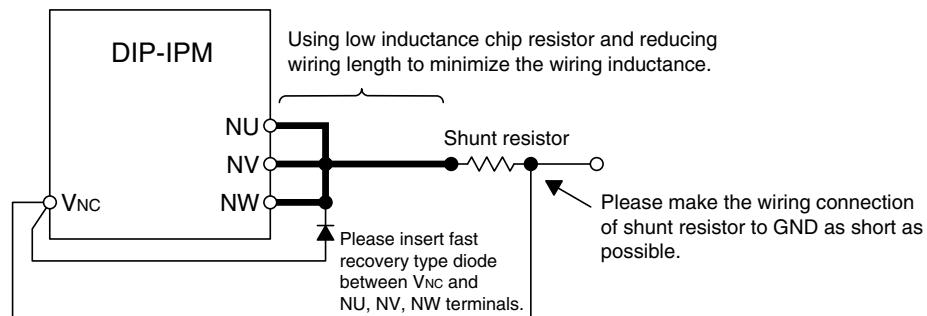 DIP-IPM
Using low inductance chip resistor and reducing
wiring length to minimize the wiring inductance.
NU
Shunt resistor
NV
VNC
NW
Please make the wiring connection
of shunt resistor to GND as short as
possible.
Please insert fast
recovery type diode
between VNC and
NU, NV, NW terminals.